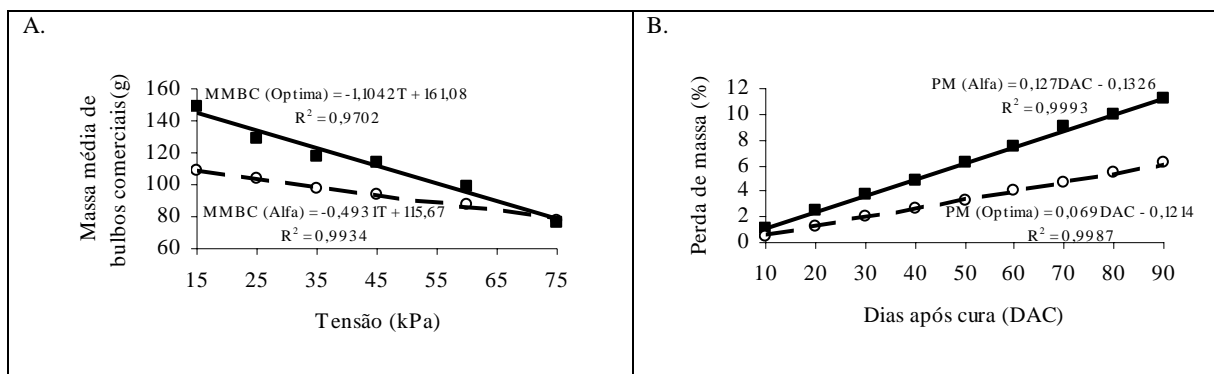 A.
Massa média de
bulbos comerciais(g)
160
140
120
100
80
60
MMBC (Optima) = -1,1042T + 161,08
R² = 0,9702
MMBC (Alfa) = -0,4931T + 115,67
R² = 0,9934
15 25 35 45 60 75
Tensão (kPa)
B.
Perda de massa (%)
12
10
8
6
4
2
0
PM (Alfa) = 0,127DAC - 0,1326
R² = 0,9993
PM (Optima) = 0,069DAC - 0,1214
R² = 0,9987
10 20 30 40 50 60 70 80 90
Dias após cura (DAC)